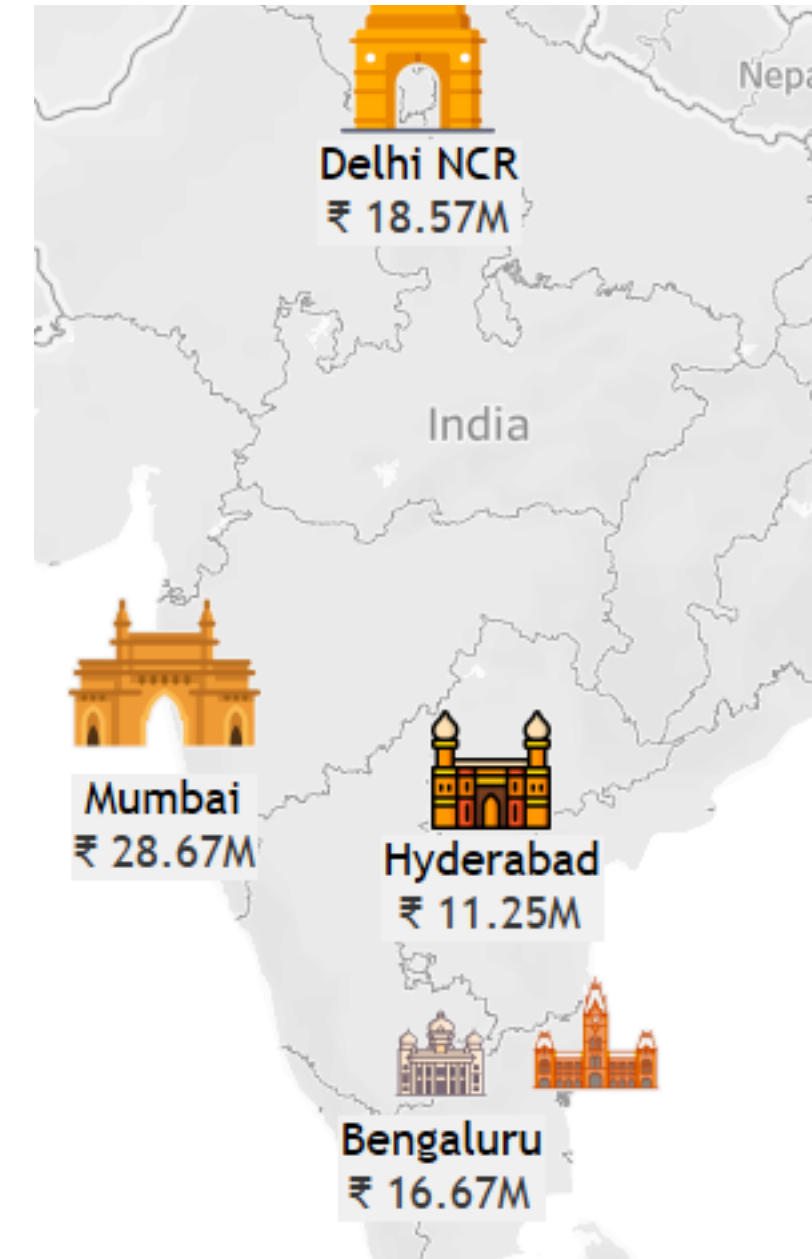 Nepa
Delhi NCR
₹ 18.57M
India
Mumbai
₹ 28.67M
Hyderabad
₹ 11.25M
Bengaluru
₹ 16.67M